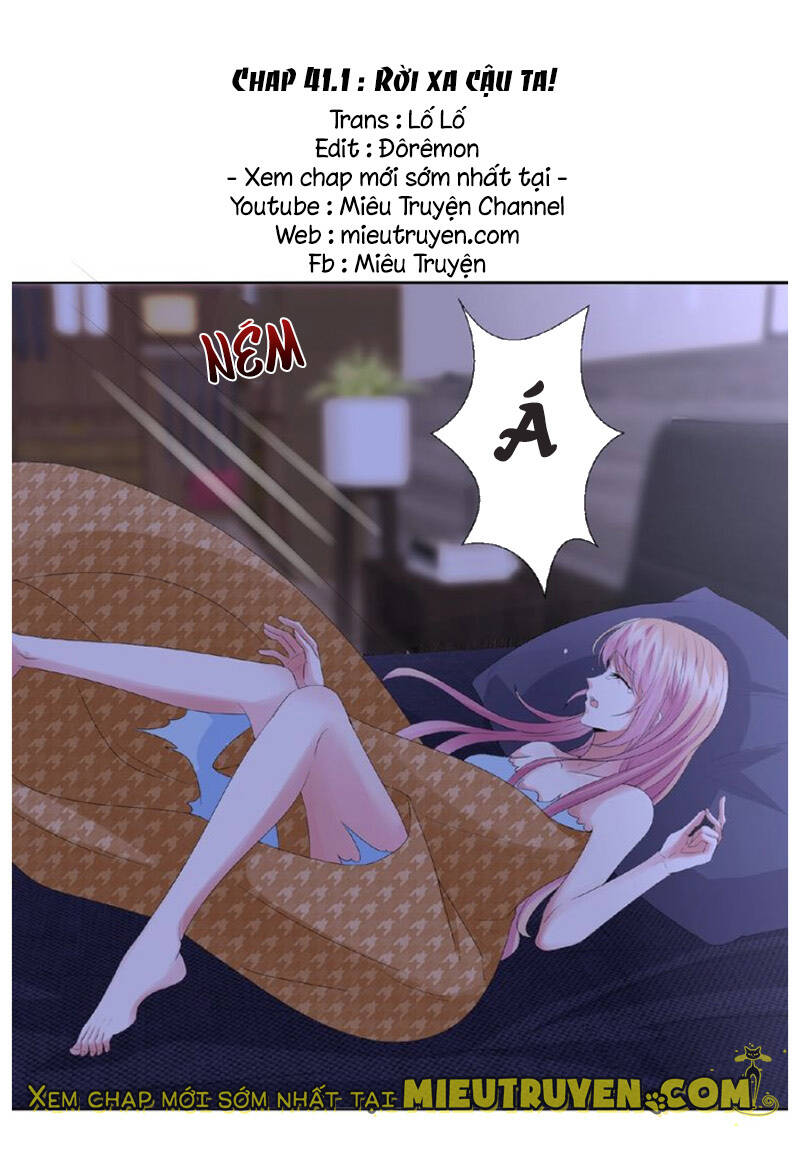 Chap 41.1 : Rời xa cậu ta!
Trans : Lố Lố
Edit : Đôrêmon
- Xem chap mới sớm nhất tại -
Youtube : Miêu Truyện Channel
Web : mieutruyen.com
Fb : Miêu Truyện
NÉM
Á
XEM CHAP MỚI SỚM NHẤT TẠI MIEUTRUYEN.COM